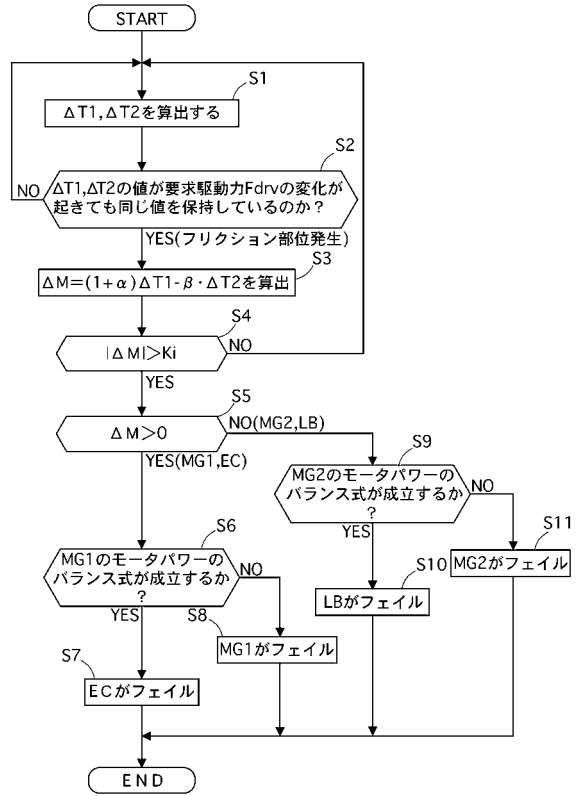 START
S1
ΔT1,ΔT2を算出する
S2
ΔT1,ΔT2の値が要求駆動力Fdrvの変化が
起きても同じ値を保持しているのか？
NO
YES(フリクション部位発生)
S3
ΔM=(1+α)ΔT1-β・ΔT2を算出
S4
|ΔM|>Ki
NO
YES
S5
ΔM>0
NO(MG2,LB)
YES(MG1,EC)
S9
MG2のモータパワーの
バランス式が成立するか
？
NO
YES
S6
MG1のモータパワーの
バランス式が成立するか
？
NO
YES
S11
MG2がフェイル
S10
LBがフェイル
S8
MG1がフェイル
S7
ECがフェイル
END